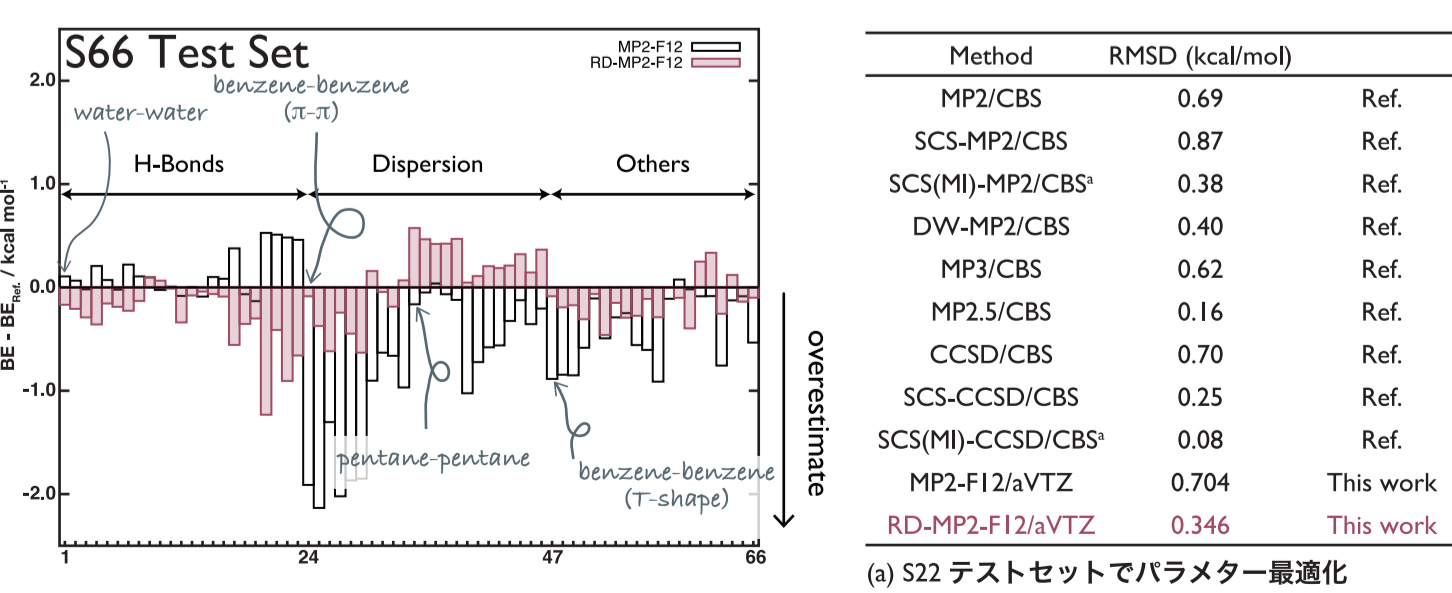 S66 Test Set
MP2-F12
RD-MP2-F12
benzene-benzene
(π-π)
water-water
H-Bonds
Dispersion
Others
BE - BERef. / kcal mol-1
2.0
1.0
0.0
-1.0
-2.0
pentane-pentane
benzene-benzene
(T-shape)
1
24
47
66
overestimate
Method RMSD (kcal/mol)
MP2/CBS 0.69 Ref.
SCS-MP2/CBS 0.87 Ref.
SCS(MI)-MP2/CBSa 0.38 Ref.
DW-MP2/CBS 0.40 Ref.
MP3/CBS 0.62 Ref.
MP2.5/CBS 0.16 Ref.
CCSD/CBS 0.70 Ref.
SCS-CCSD/CBS 0.25 Ref.
SCS(MI)-CCSD/CBSa 0.08 Ref.
MP2-F12/aVTZ 0.704 This work
RD-MP2-F12/aVTZ 0.346 This work
(a) S22 テストセットでパラメター最適化